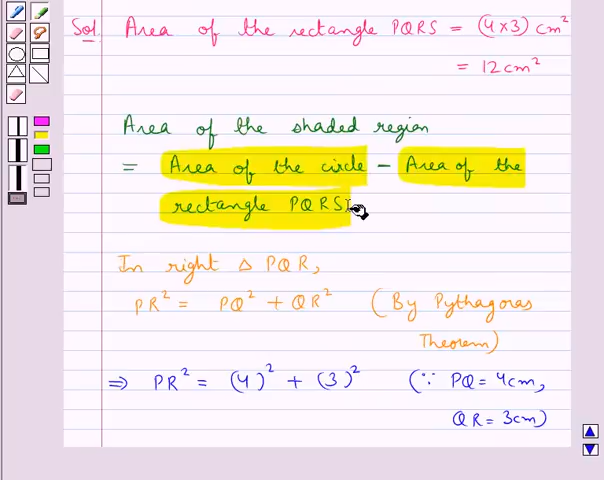 Sol. Area of the rectangle PQRS = (4×3) cm²
= 12 cm²
Area of the shaded region
= Area of the circle − Area of the
rectangle PQRS
In right △ PQR,
PR² = PQ² + QR² (By Pythagoras
Theorem)
⇒ PR² = (4)² + (3)² (∵ PQ = 4cm,
QR = 3cm)